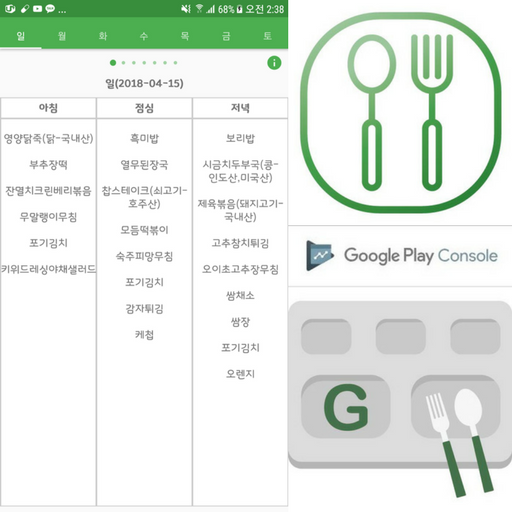 ... 68% 오전 2:38
일 월 화 수 목 금 토
일(2018-04-15)
아침 점심 저녁
영양닭죽(닭-국내산)
부추장떡
잔멸치크린베리볶음
무말랭이무침
포기김치
키위드레싱야채샐러드
흑미밥
열무된장국
찹스테이크(쇠고기-
호주산)
모듬떡볶이
숙주피망무침
포기김치
감자튀김
케첩
보리밥
시금치두부국(콩-
인도산,미국산)
제육볶음(돼지고기-
국내산)
고추참치튀김
오이초고추장무침
쌈채소
쌈장
포기김치
오렌지
Google Play Console
G